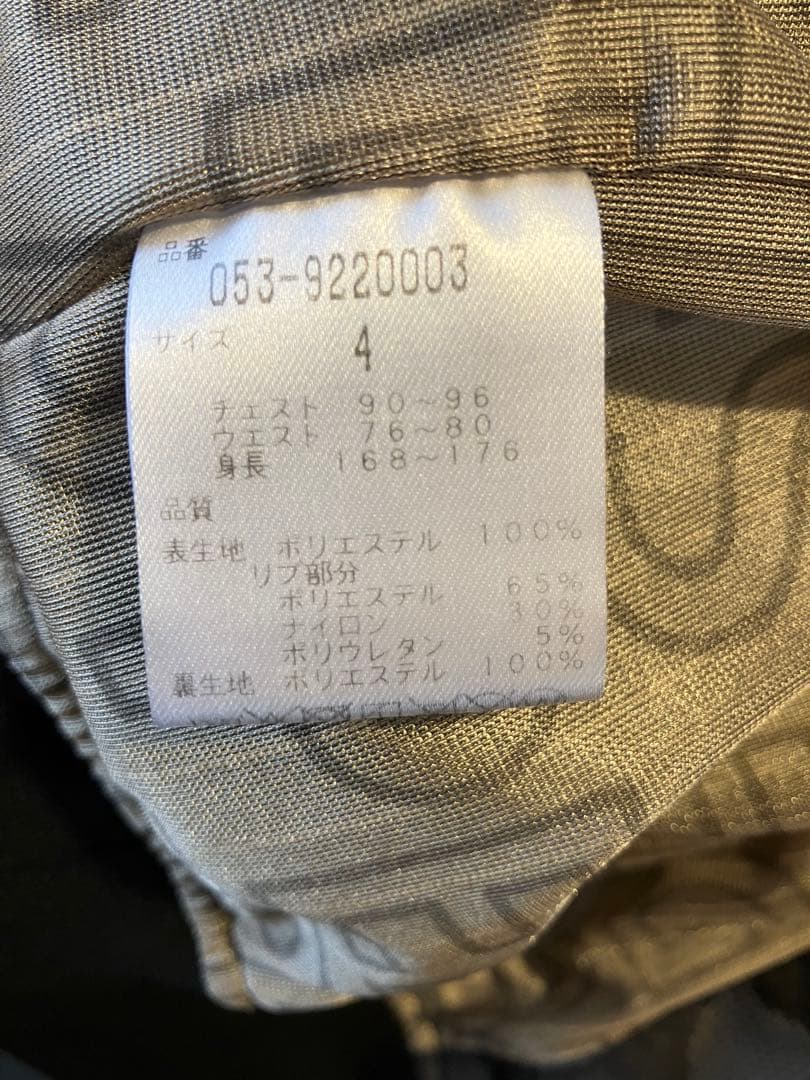 品番
053-9220003
サイズ 4
チェスト 90~96
ウエスト 76~80
身長 168~176
品質
表生地 ポリエステル 100%
リブ部分
ポリエステル 65%
ナイロン 30%
ポリウレタン 5%
裏生地 ポリエステル 100%